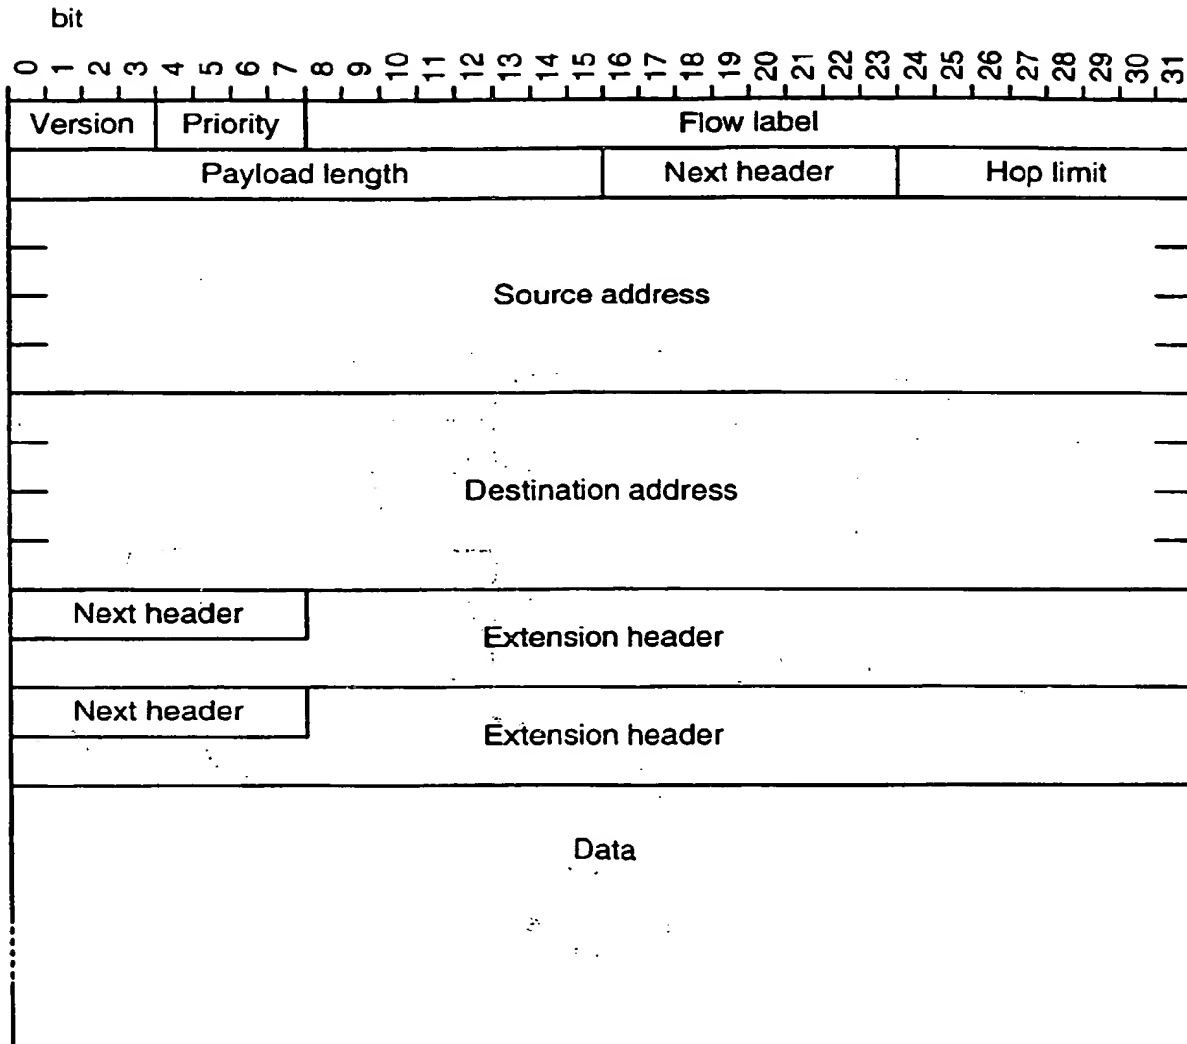 bit
0 1 2 3 4 5 6 7 8 9 10 11 12 13 14 15 16 17 18 19 20 21 22 23 24 25 26 27 28 29 30 31
Version Priority Flow label
Payload length Next header Hop limit
Source address
Destination address
Next header
Extension header
Next header
Extension header
Data